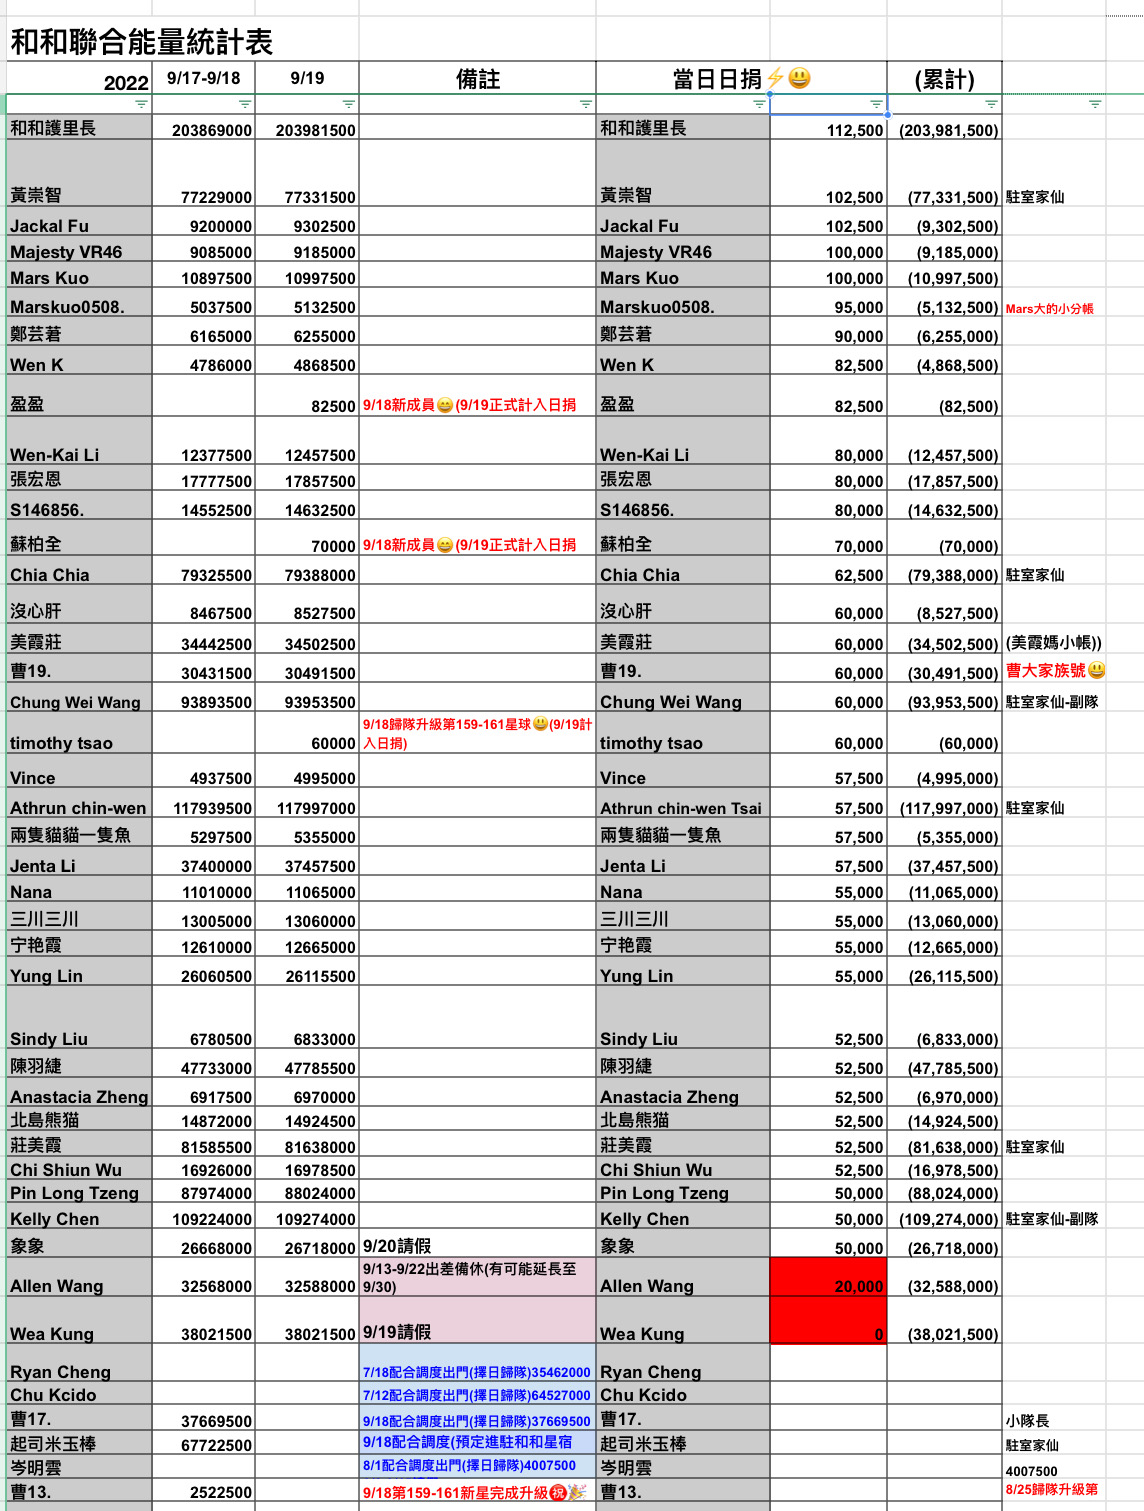 和和聯合能量統計表
2022 9/17-9/18 9/19 備註 當日日捐⚡😃 (累計)
和和護里長 203869000 203981500 和和護里長 112,500 (203,981,500)
黃崇智 77229000 77331500 黃崇智 102,500 (77,331,500) 駐室家仙
Jackal Fu 9200000 9302500 Jackal Fu 102,500 (9,302,500)
Majesty VR46 9085000 9185000 Majesty VR46 100,000 (9,185,000)
Mars Kuo 10897500 10997500 Mars Kuo 100,000 (10,997,500)
Marskuo0508. 5037500 5132500 Marskuo0508. 95,000 (5,132,500) Mars大的小分帳
鄭芸莙 6165000 6255000 鄭芸莙 90,000 (6,255,000)
Wen K 4786000 4868500 Wen K 82,500 (4,868,500)
盈盈 82500 9/18新成員😄(9/19正式計入日捐 盈盈 82,500 (82,500)
Wen-Kai Li 12377500 12457500 Wen-Kai Li 80,000 (12,457,500)
張宏恩 17777500 17857500 張宏恩 80,000 (17,857,500)
S146856. 14552500 14632500 S146856. 80,000 (14,632,500)
蘇柏全 70000 9/18新成員😄(9/19正式計入日捐 蘇柏全 70,000 (70,000)
Chia Chia 79325500 79388000 Chia Chia 62,500 (79,388,000) 駐室家仙
沒心肝 8467500 8527500 沒心肝 60,000 (8,527,500)
美霞莊 34442500 34502500 美霞莊 60,000 (34,502,500) (美霞媽小帳))
曹19. 30431500 30491500 曹19. 60,000 (30,491,500) 曹大家族號😃
Chung Wei Wang 93893500 93953500 Chung Wei Wang 60,000 (93,953,500) 駐室家仙-副隊
timothy tsao 60000 9/18歸隊升級第159-161星球😃(9/19計
入日捐) timothy tsao 60,000 (60,000)
Vince 4937500 4995000 Vince 57,500 (4,995,000)
Athrun chin-wen 117939500 117997000 Athrun chin-wen Tsai 57,500 (117,997,000) 駐室家仙
兩隻貓貓一隻魚 5297500 5355000 兩隻貓貓一隻魚 57,500 (5,355,000)
Jenta Li 37400000 37457500 Jenta Li 57,500 (37,457,500)
Nana 11010000 11065000 Nana 55,000 (11,065,000)
三川三川 13005000 13060000 三川三川 55,000 (13,060,000)
宁艳霞 12610000 12665000 宁艳霞 55,000 (12,665,000)
Yung Lin 26060500 26115500 Yung Lin 55,000 (26,115,500)
Sindy Liu 6780500 6833000 Sindy Liu 52,500 (6,833,000)
陳羽緁 47733000 47785500 陳羽緁 52,500 (47,785,500)
Anastacia Zheng 6917500 6970000 Anastacia Zheng 52,500 (6,970,000)
北島熊猫 14872000 14924500 北島熊猫 52,500 (14,924,500)
莊美霞 81585500 81638000 莊美霞 52,500 (81,638,000) 駐室家仙
Chi Shiun Wu 16926000 16978500 Chi Shiun Wu 52,500 (16,978,500)
Pin Long Tzeng 87974000 88024000 Pin Long Tzeng 50,000 (88,024,000)
Kelly Chen 109224000 109274000 Kelly Chen 50,000 (109,274,000) 駐室家仙-副隊
象象 26668000 26718000 9/20請假 象象 50,000 (26,718,000)
Allen Wang 32568000 32588000 9/13-9/22出差備休(有可能延長至
9/30) Allen Wang 20,000 (32,588,000)
Wea Kung 38021500 38021500 9/19請假 Wea Kung 0 (38,021,500)
Ryan Cheng 7/18配合調度出門(擇日歸隊)35462000 Ryan Cheng
Chu Kcido 7/12配合調度出門(擇日歸隊)64527000 Chu Kcido
曹17. 37669500 9/18配合調度出門(擇日歸隊)37669500 曹17. 小隊長
起司米玉棒 67722500 9/18配合調度(預定進駐和和星宿 起司米玉棒 駐室家仙
岑明雲 8/1配合調度出門(擇日歸隊)4007500 岑明雲 4007500
曹13. 2522500 9/18第159-161新星完成升級㊗️🎉 曹13. 8/25歸隊升級第